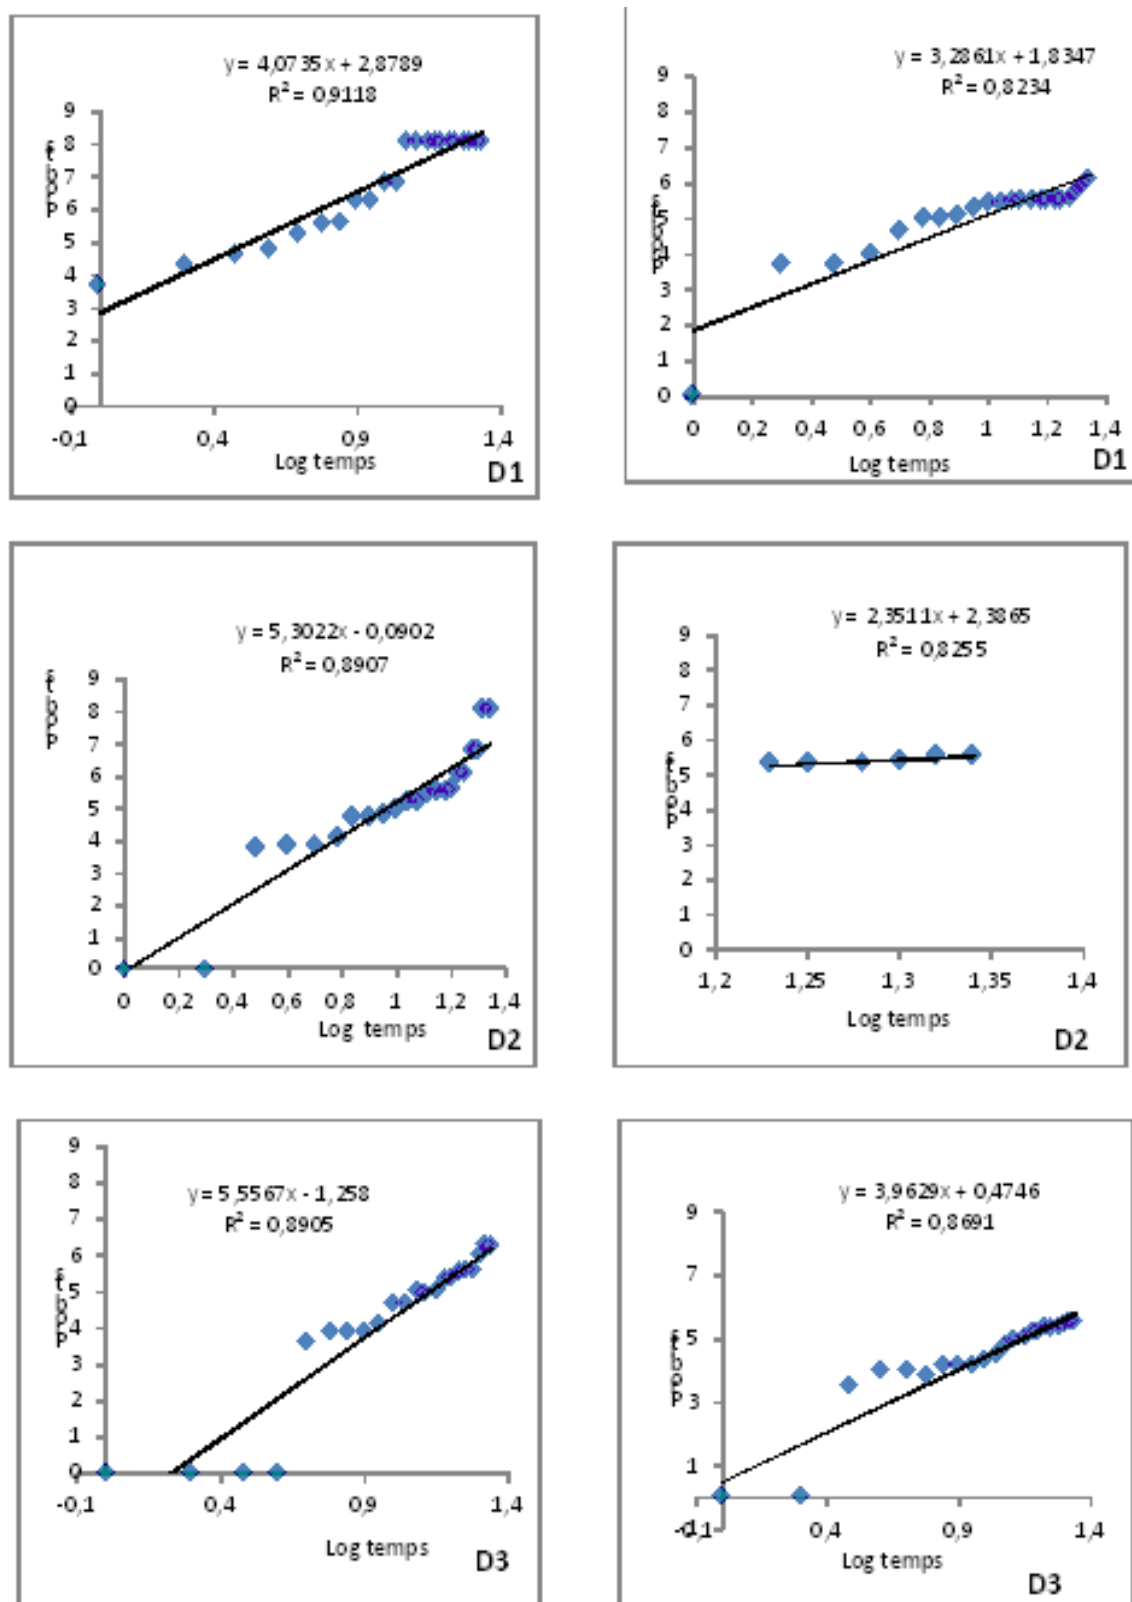 y = 4,0735x + 2,8789
R² = 0,9118
9
8
7
6
5
4
3
2
1
0
Probits
-0,1 0,4 0,9 1,4
Log temps
D1
y = 3,2861x + 1,8347
R² = 0,8234
9
8
7
6
5
4
3
2
1
0
Probits
0 0,2 0,4 0,6 0,8 1 1,2 1,4
Log temps
D1
y = 5,3022x - 0,0902
R² = 0,8907
9
8
7
6
5
4
3
2
1
0
Probits
0 0,2 0,4 0,6 0,8 1 1,2 1,4
Log temps
D2
y = 2,3511x + 2,3865
R² = 0,8255
9
8
7
6
5
4
3
2
1
0
Probits
1,2 1,25 1,3 1,35 1,4
Log temps
D2
y = 5,5567x - 1,258
R² = 0,8905
9
8
7
6
5
4
3
2
1
0
Probits
-0,1 0,4 0,9 1,4
Log temps
D3
y = 3,9629x + 0,4746
R² = 0,8691
9
7
5
3
1
Probits
-0,1 0,4 0,9 1,4
Log temps
D3